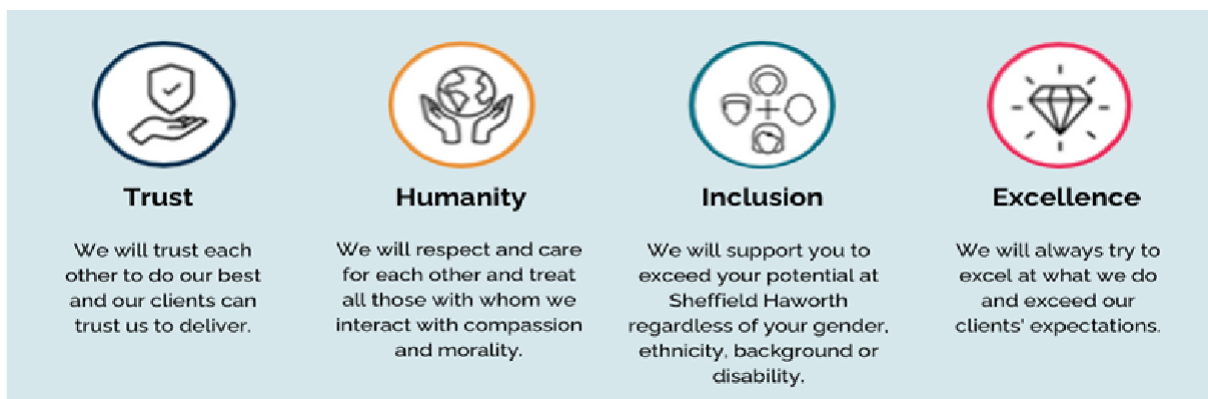 Trust
We will trust each
other to do our best
and our clients can
trust us to deliver.
Humanity
We will respect and care
for each other and treat
all those with whom we
interact with compassion
and morality.
Inclusion
We will support you to
exceed your potential at
Sheffield Haworth
regardless of your gender,
ethnicity, background or
disability.
Excellence
We will always try to
excel at what we do
and exceed our
clients' expectations.